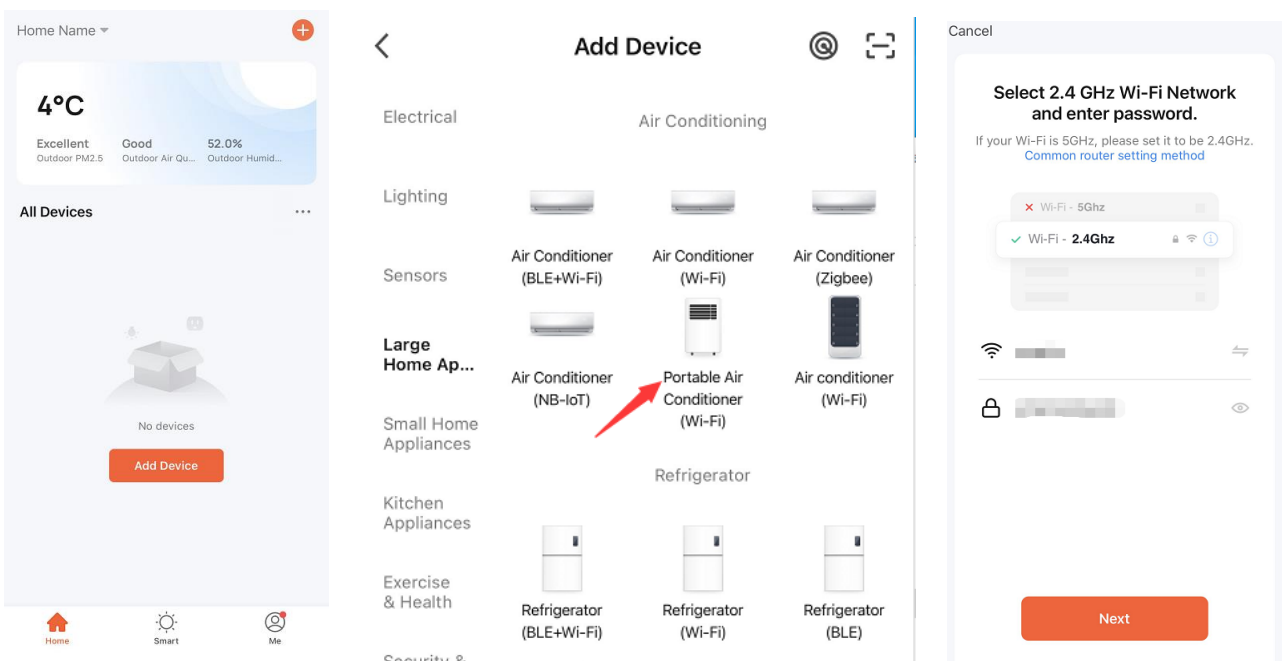 Home Name
4°C
Excellent Good 52.0%
Outdoor PM2.5 Outdoor Air Qu... Outdoor Humid...
All Devices
No devices
Add Device
Home Smart Me
Add Device
Electrical
Lighting
Sensors
Large
Home Ap...
Small Home
Appliances
Kitchen
Appliances
Exercise
& Health
Security &
Air Conditioning
Air Conditioner
(BLE+Wi-Fi)
Air Conditioner
(Wi-Fi)
Air Conditioner
(Zigbee)
Air Conditioner
(NB-IoT)
Portable Air
Conditioner
(Wi-Fi)
Air conditioner
(Wi-Fi)
Refrigerator
Refrigerator
(BLE+Wi-Fi)
Refrigerator
(Wi-Fi)
Refrigerator
(BLE)
Cancel
Select 2.4 GHz Wi-Fi Network
and enter password.
If your Wi-Fi is 5GHz, please set it to be 2.4GHz.
Common router setting method
Wi-Fi - 5Ghz
Wi-Fi - 2.4Ghz
Next